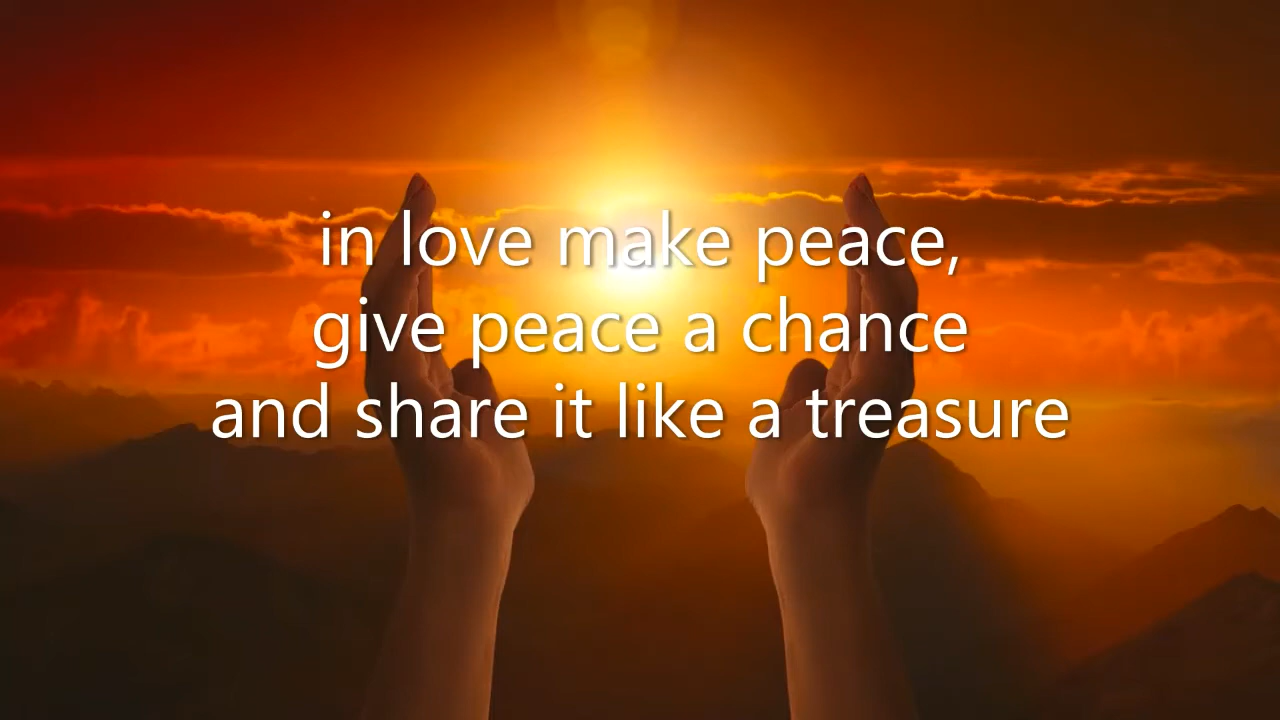 in love make peace,
give peace a chance
and share it like a treasure